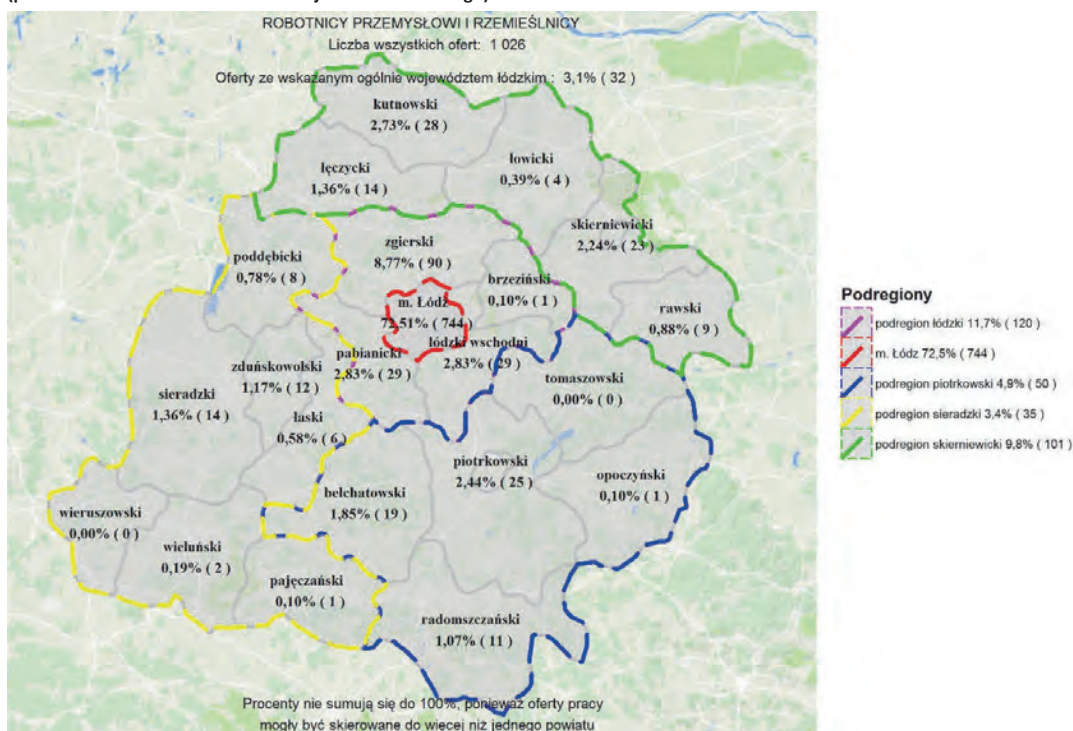 ROBOTNICY PRZEMYSŁOWI I RZEMIEŚLNICY
Liczba wszystkich ofert: 1 026
Oferty ze wskazanym ogólnie województwem łódzkim : 3,1% ( 32 )
kutnowski
2,73% ( 28 )
łęczycki
1,36% ( 14 )
łowicki
0,39% ( 4 )
skierniewicki
2,24% ( 23 )
poddębicki
0,78% ( 8 )
zgierski
8,77% ( 90 )
brzeziński
0,10% ( 1 )
rawski
0,88% ( 9 )
m. Łódź
72,51% ( 744 )
łódzki wschodni
2,83% ( 29 )
pabianicki
2,83% ( 29 )
zduńskowolski
1,17% ( 12 )
sieradzki
1,36% ( 14 )
łaski
0,58% ( 6 )
tomaszowski
0,00% ( 0 )
piotrkowski
2,44% ( 25 )
opoczyński
0,10% ( 1 )
bełchatowski
1,85% ( 19 )
wieruszowski
0,00% ( 0 )
wieluński
0,19% ( 2 )
pajęczański
0,10% ( 1 )
radomszczański
1,07% ( 11 )
Procenty nie sumują się do 100%, ponieważ oferty pracy
mogły być skierowane do więcej niż jednego powiatu
Podregiony
podregion łódzki 11,7% ( 120 )
m. Łódź 72,5% ( 744 )
podregion piotrkowski 4,9% ( 50 )
podregion sieradzki 3,4% ( 35 )
podregion skierniewicki 9,8% ( 101 )